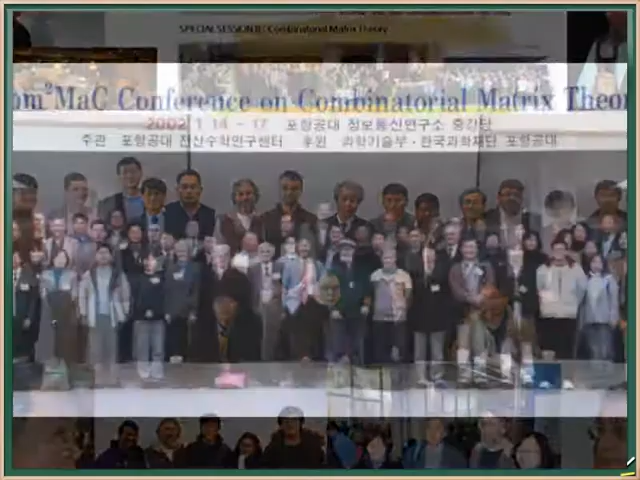 SPECIAL SESSION II: Combinatorial Matrix Theory
om²MaC Conference on Combinatorial Matrix Theor
2002 1 14 - 17 포항공대 정보통신연구소 중강당
주관 포항공대 전산수학연구센터 후원 과학기술부 · 한국과학재단 포항공대